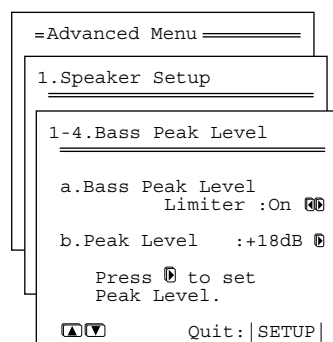 Advanced Menu
1.Speaker Setup
1-4.Bass Peak Level
a.Bass Peak Level
Limiter :On
b.Peak Level :+18dB
Press to set
Peak Level.
Quit:|SETUP|